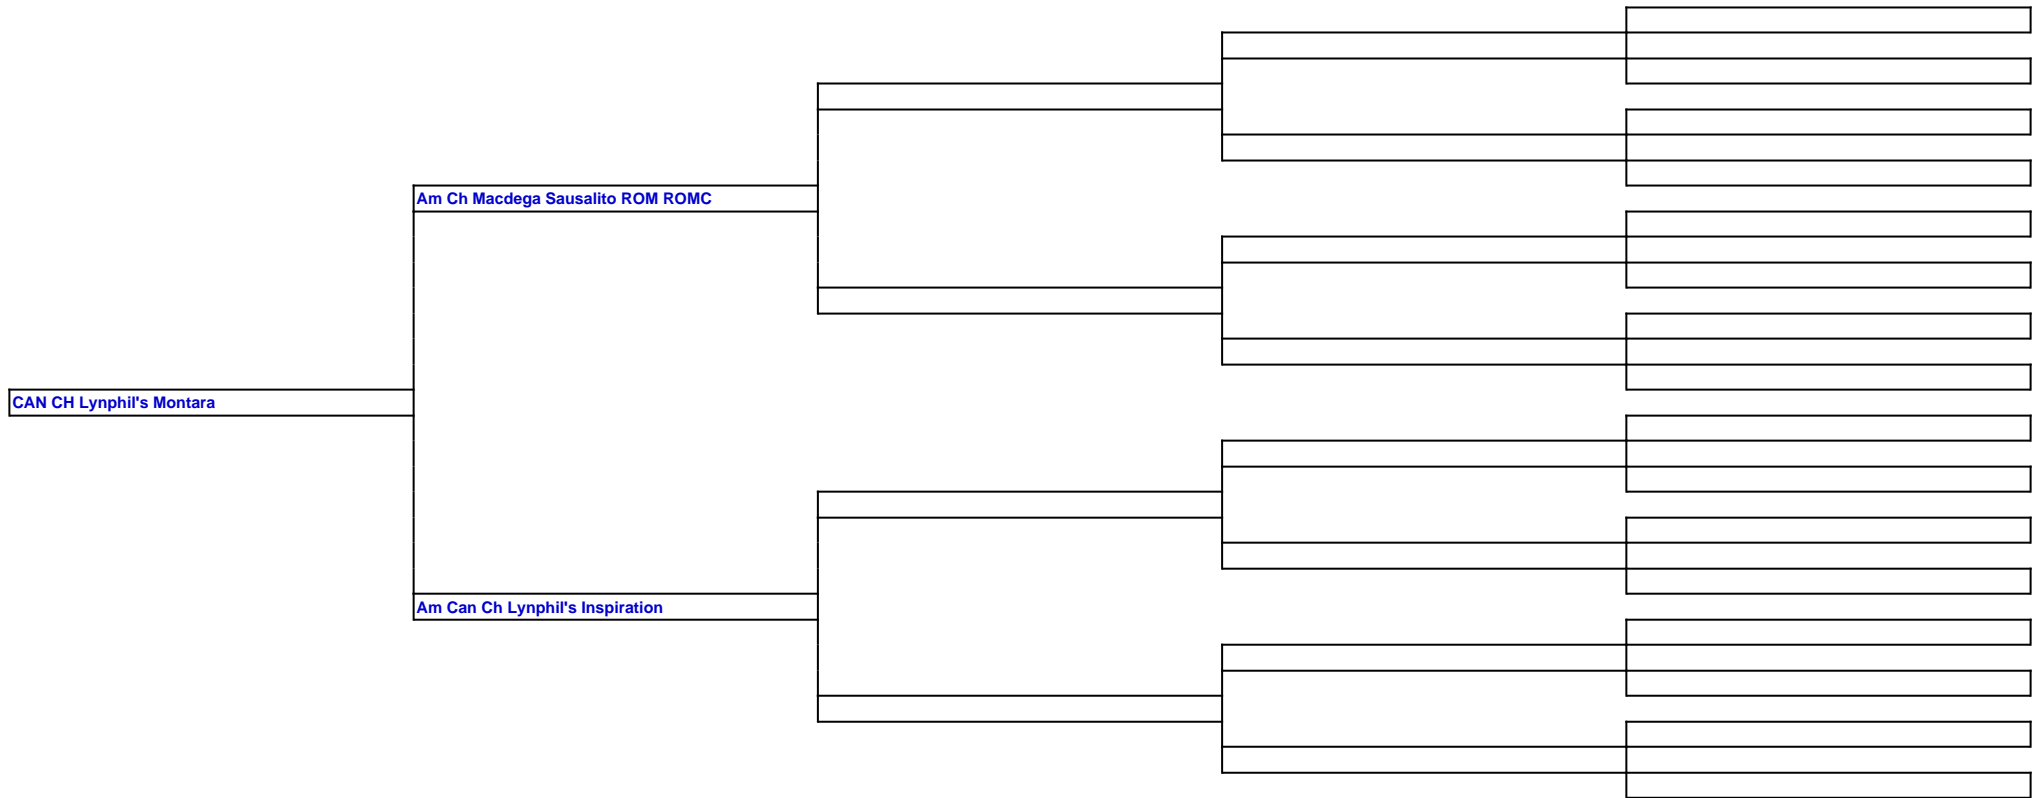 Am Ch Macdega Sausalito ROM ROMC
CAN CH Lynphil's Montara
Am Can Ch Lynphil's Inspiration